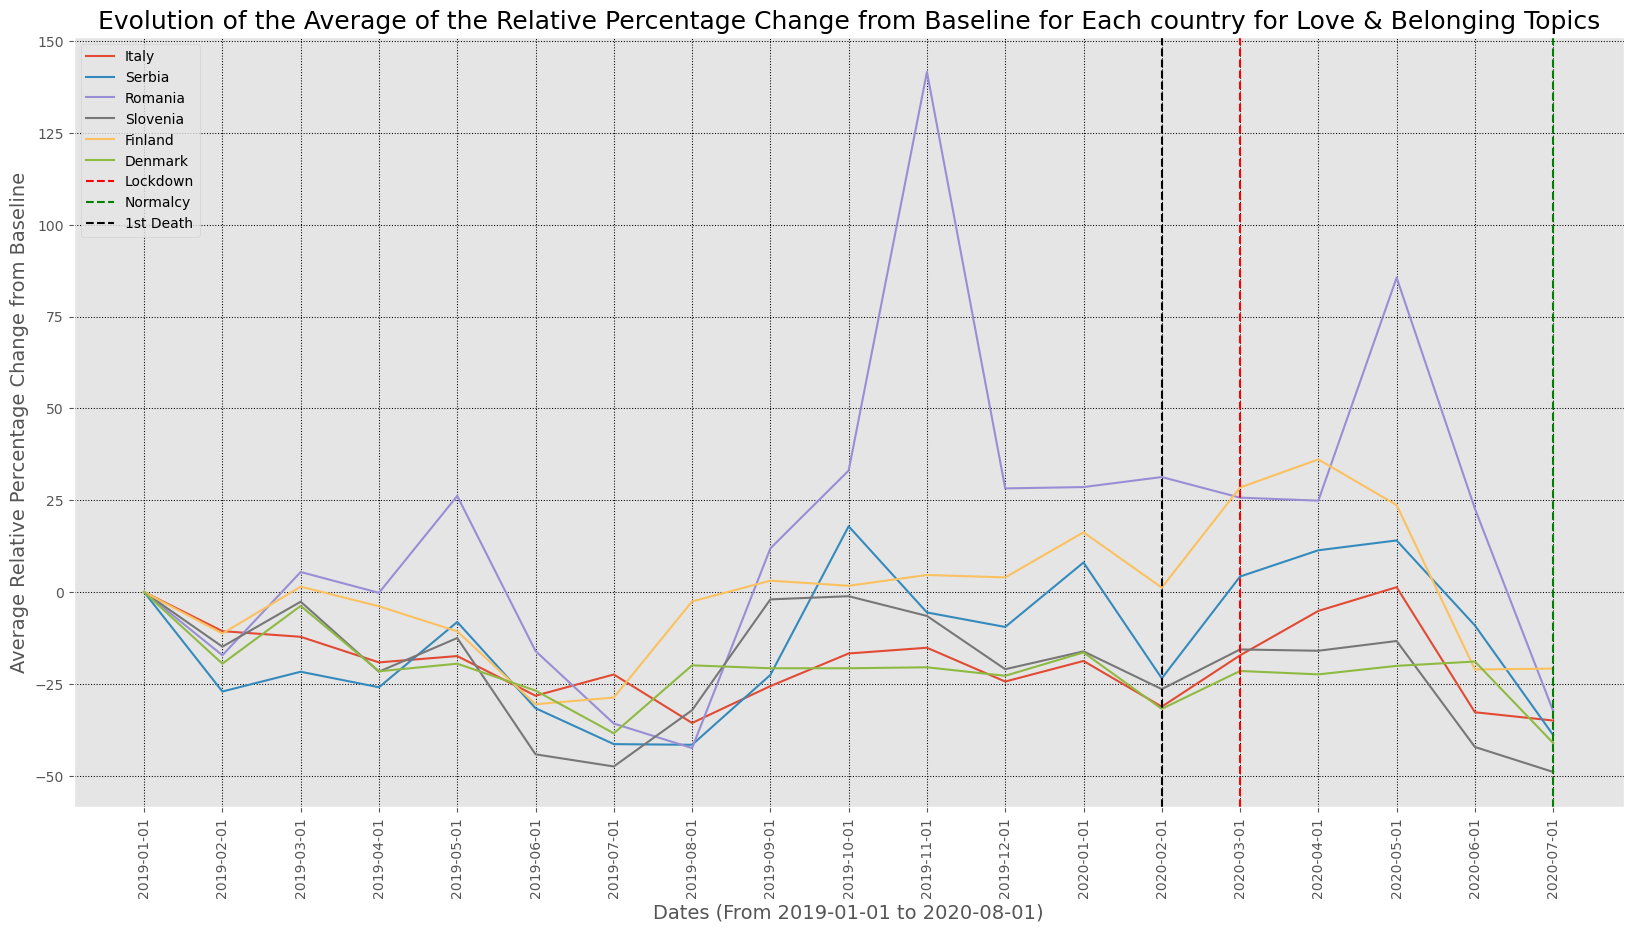 Evolution of the Average of the Relative Percentage Change from Baseline for Each country for Love & Belonging Topics
Average Relative Percentage Change from Baseline
150
125
100
75
50
25
0
−25
−50
Italy
Serbia
Romania
Slovenia
Finland
Denmark
Lockdown
Normalcy
1st Death
2019-01-01
2019-02-01
2019-03-01
2019-04-01
2019-05-01
2019-06-01
2019-07-01
2019-08-01
2019-09-01
2019-10-01
2019-11-01
2019-12-01
2020-01-01
2020-02-01
2020-03-01
2020-04-01
2020-05-01
2020-06-01
2020-07-01
Dates (From 2019-01-01 to 2020-08-01)